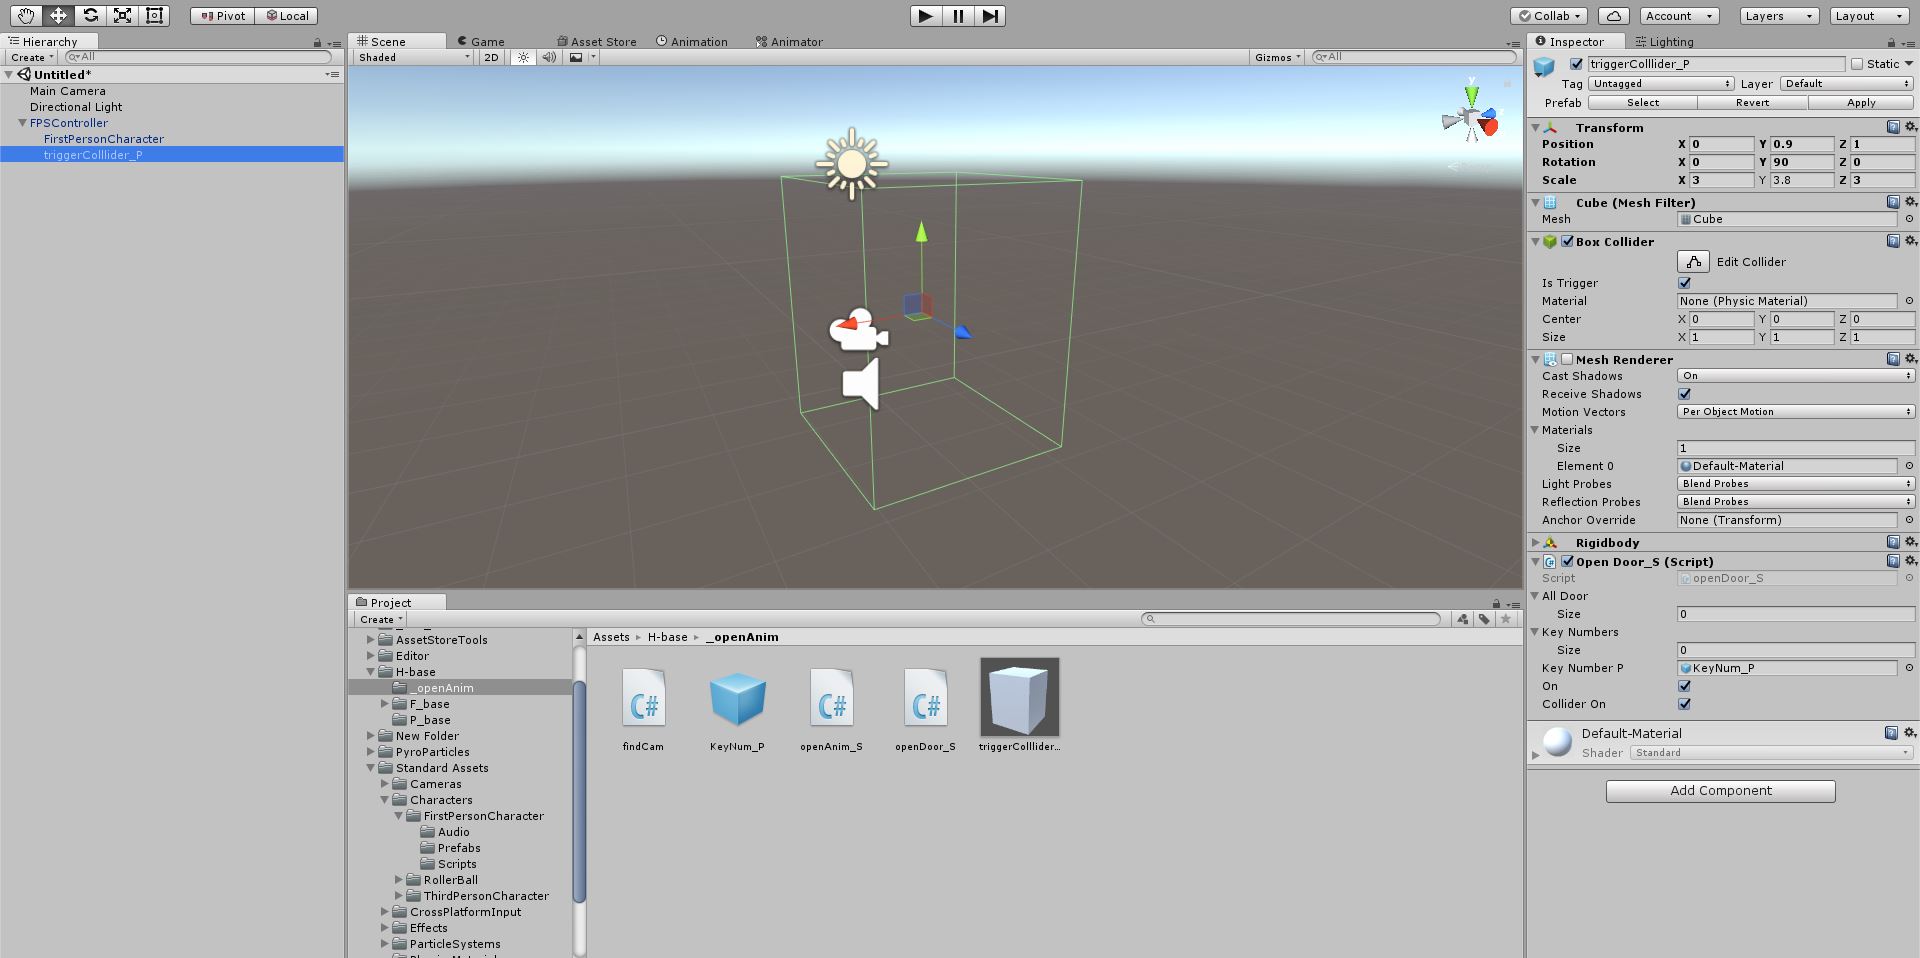 Pivot Local Collab Account Layers Layout
Hierarchy
Create All
Untitled*
Main Camera
Directional Light
FPSController
FirstPersonCharacter
triggerColllider_P
Scene Game Asset Store Animation Animator
Shaded 2D Gizmos All
y
Project
Create
AssetStoreTools
Editor
H-base
_openAnim
F_base
P_base
New Folder
PyroParticles
Standard Assets
Cameras
Characters
FirstPersonCharacter
Audio
Prefabs
Scripts
RollerBall
ThirdPersonCharacter
CrossPlatformInput
Effects
ParticleSystems
Assets H-base _openAnim
C# C# C#
findCam KeyNum_P openAnim_S openDoor_S triggerColllider...
Inspector Lighting
triggerColllider_P Static
Tag Untagged Layer Default
Prefab Select Revert Apply
Transform
Position X 0 Y 0.9 Z 1
Rotation X 0 Y 90 Z 0
Scale X 3 Y 3.8 Z 3
Cube (Mesh Filter)
Mesh Cube
Box Collider
Edit Collider
Is Trigger
Material None (Physic Material)
Center X 0 Y 0 Z 0
Size X 1 Y 1 Z 1
Mesh Renderer
Cast Shadows On
Receive Shadows
Motion Vectors Per Object Motion
Materials
Size 1
Element 0 Default-Material
Light Probes Blend Probes
Reflection Probes Blend Probes
Anchor Override None (Transform)
Rigidbody
Open Door_S (Script)
Script openDoor_S
All Door
Size 0
Key Numbers
Size 0
Key Number P KeyNum_P
On
Collider On
Default-Material
Shader Standard
Add Component